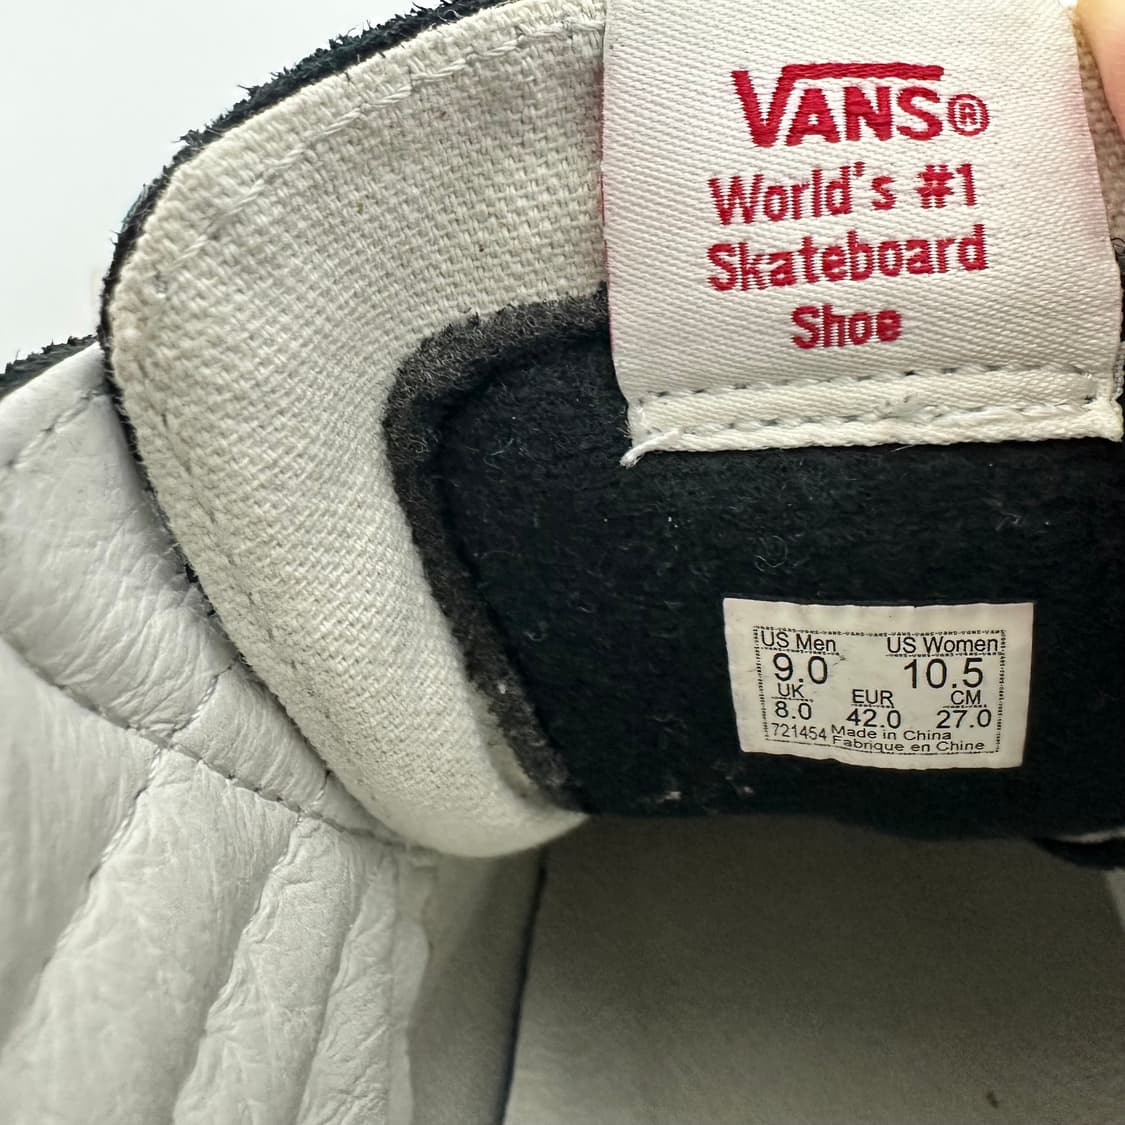 VANS®
World's #1
Skateboard
Shoe
US Men US Women
9.0 10.5
UK EUR CM
8.0 42.0 27.0
721454 Made in China
Fabrique en Chine